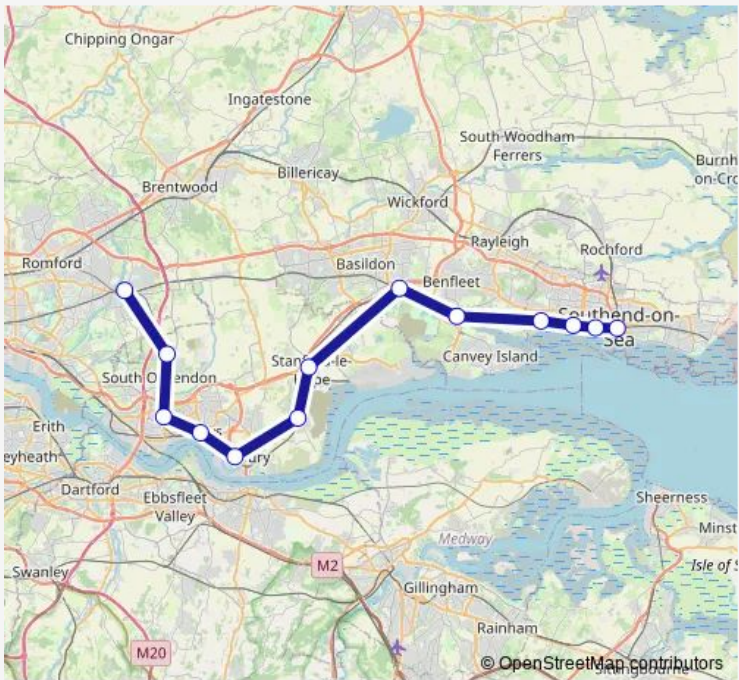 Chipping Ongar
Ingatestone
South Woodham
Ferrers
Burnh
on-Cro
Billericay
Brentwood
Wickford
Rayleigh
Rochford
Romford
Basildon
Benfleet
Southend-on-
Sea
Canvey Island
South O
endon
Erith
eyheath
ury
Dartford
Ebbsfleet
Valley
Sheerness
Minst
Medway
Isle of S
M2
Swanley
Gillingham
Rainham
M20
© OpenStreetMap contributors